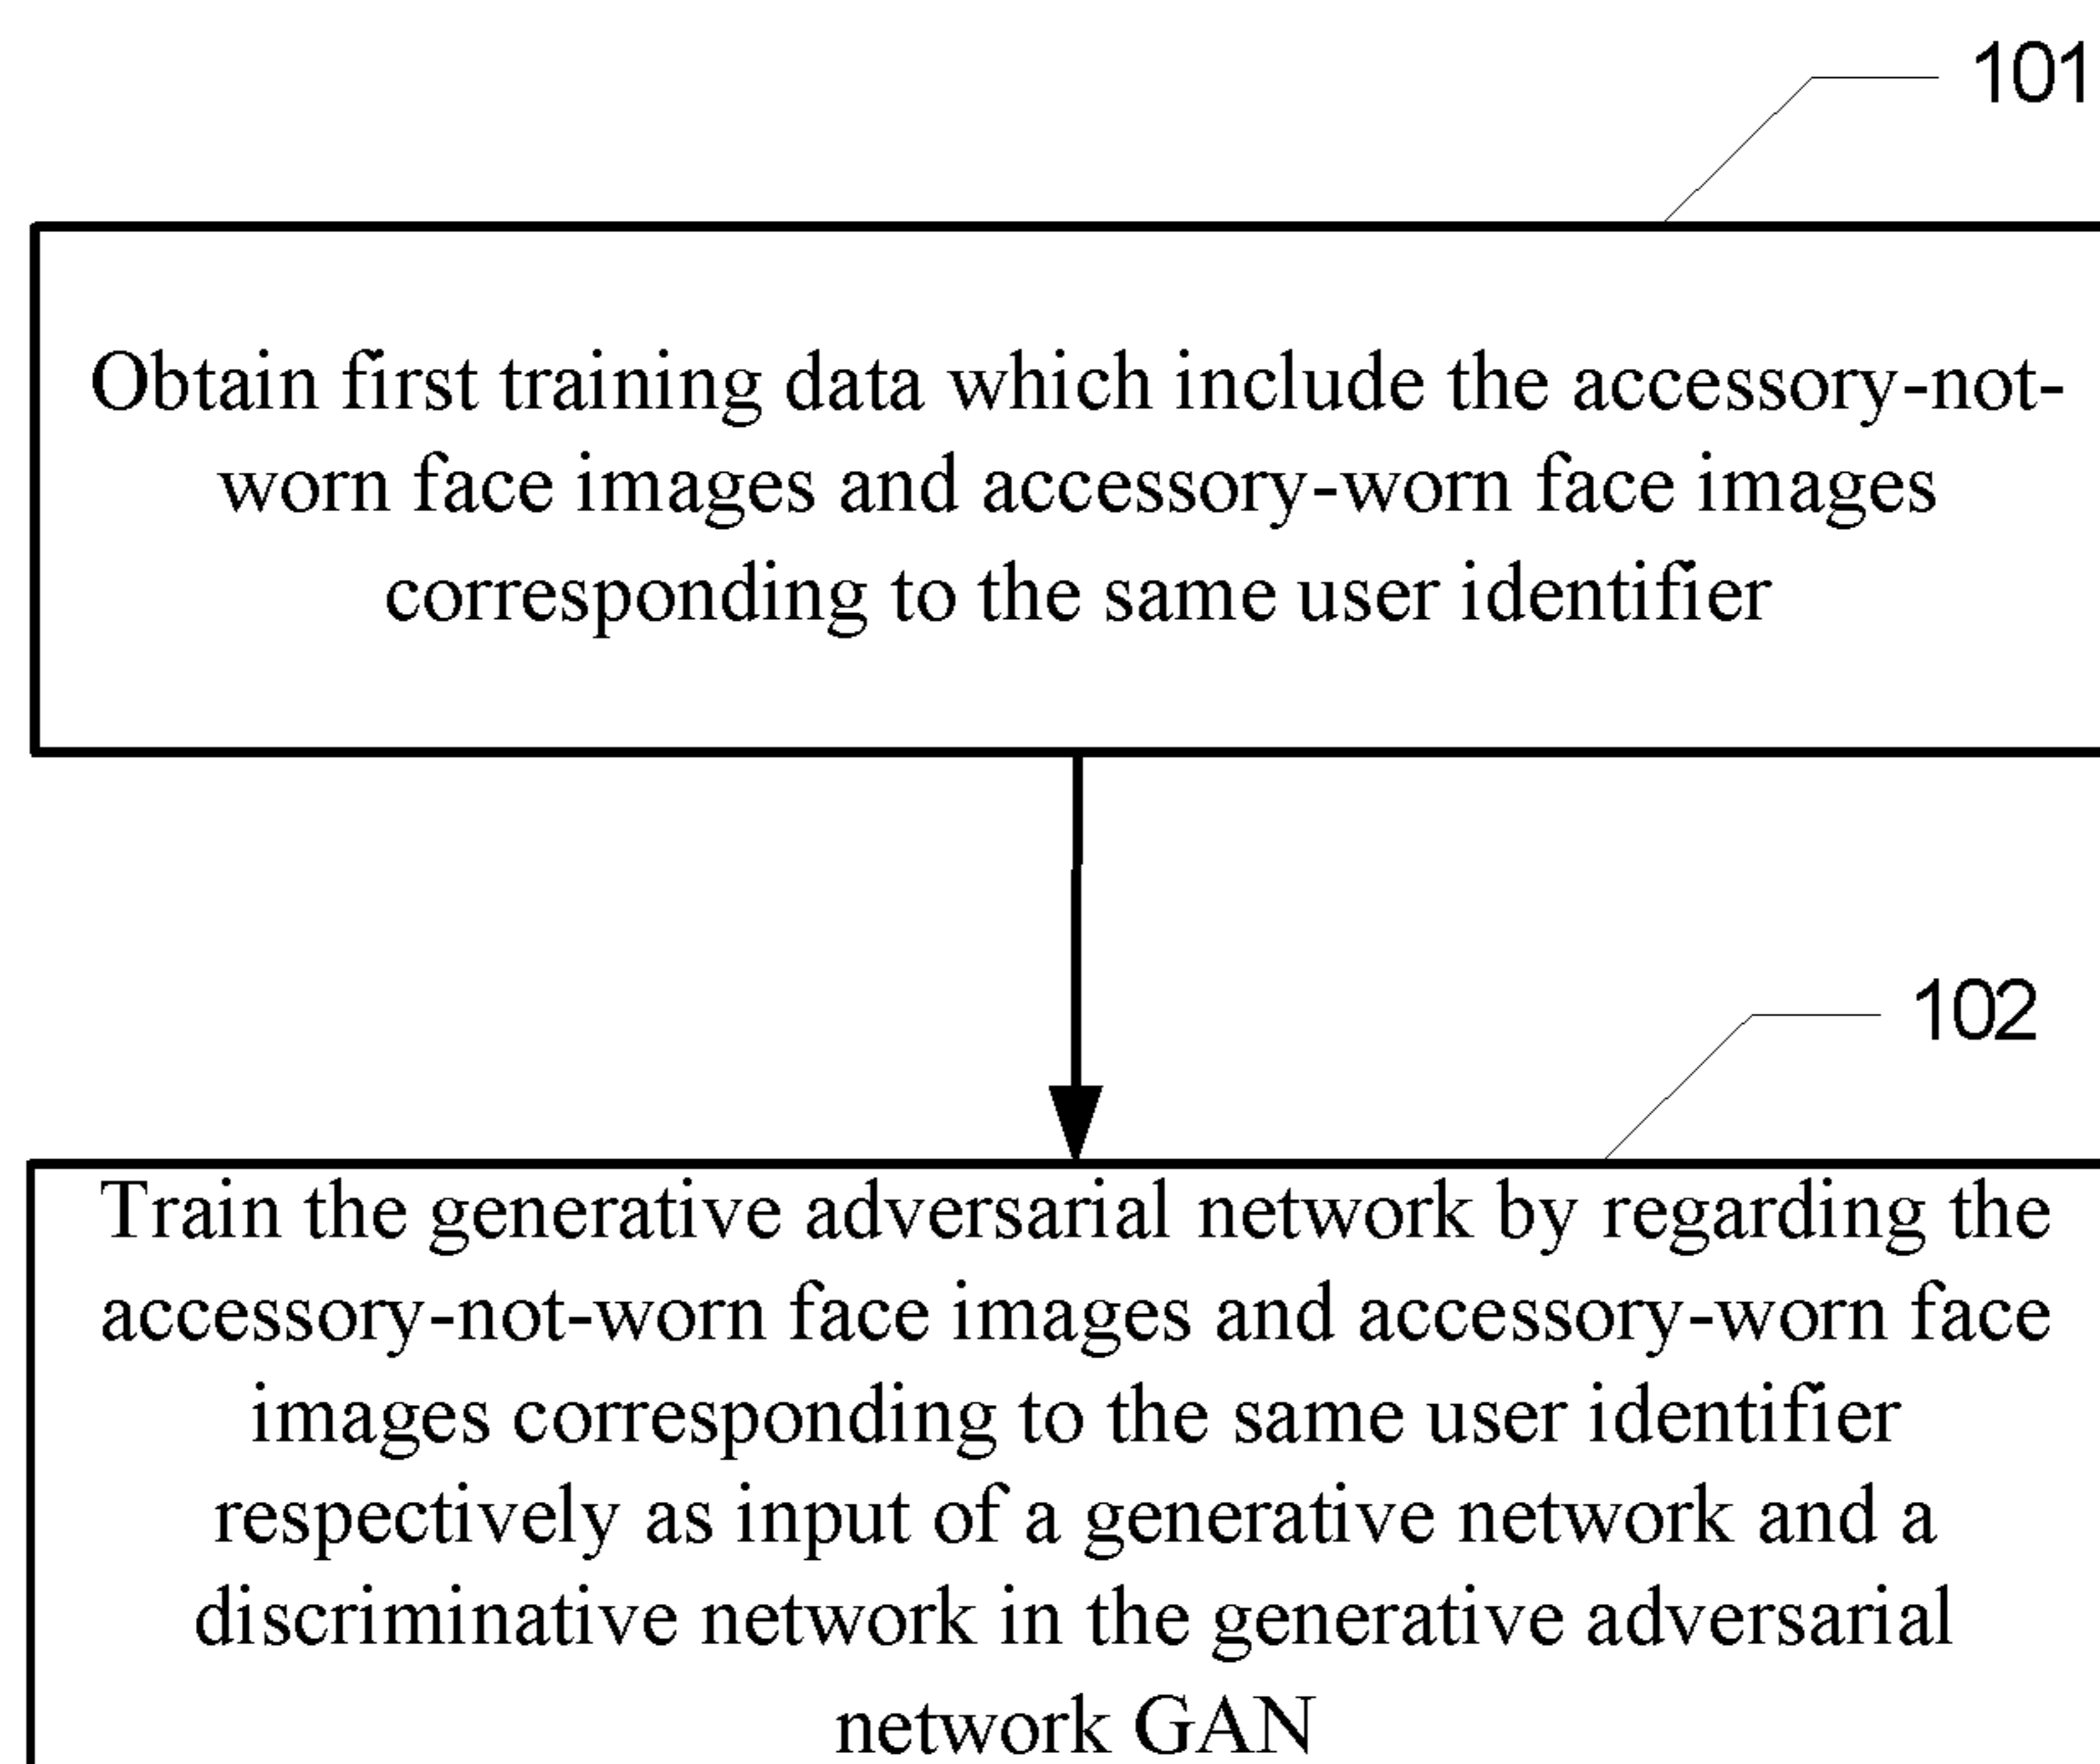 101
Obtain first training data which include the accessory-not-
worn face images and accessory-worn face images
corresponding to the same user identifier
102
Train the generative adversarial network by regarding the
accessory-not-worn face images and accessory-worn face
images corresponding to the same user identifier
respectively as input of a generative network and a
discriminative network in the generative adversarial
network GAN